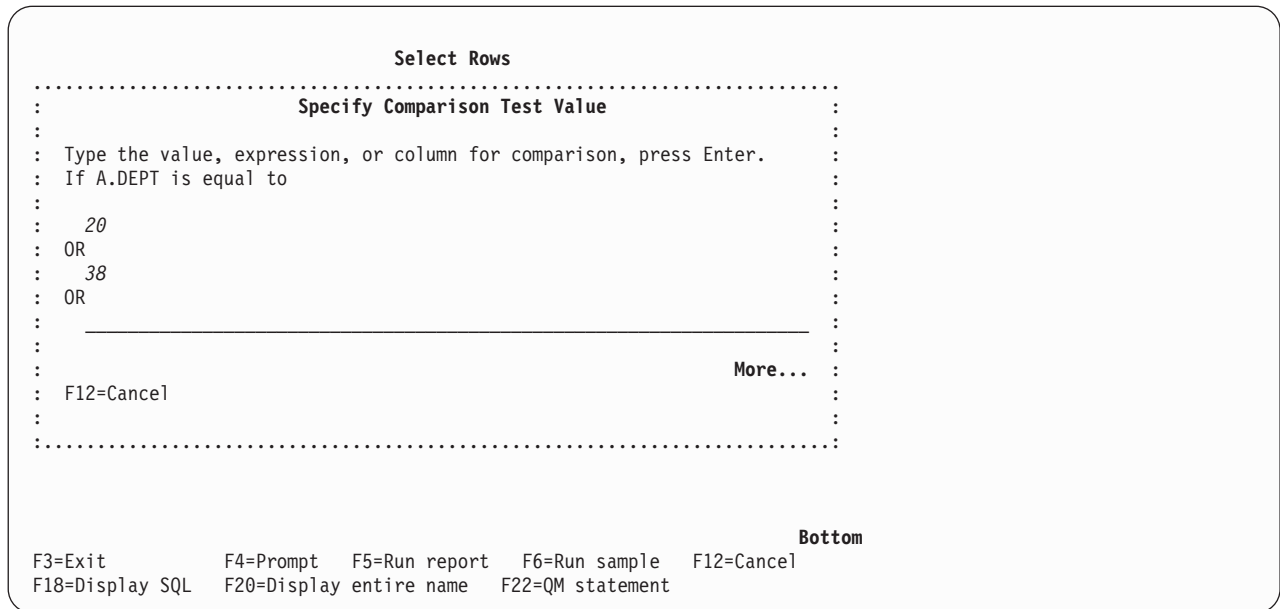 Select Rows
.............................................................................
: Specify Comparison Test Value :
: :
: Type the value, expression, or column for comparison, press Enter. :
: If A.DEPT is equal to :
: :
: 20 :
: OR :
: 38 :
: OR :
: ____________________________________________________________________ :
: :
: More... :
: F12=Cancel :
: :
:...........................................................................:
Bottom
F3=Exit F4=Prompt F5=Run report F6=Run sample F12=Cancel
F18=Display SQL F20=Display entire name F22=QM statement